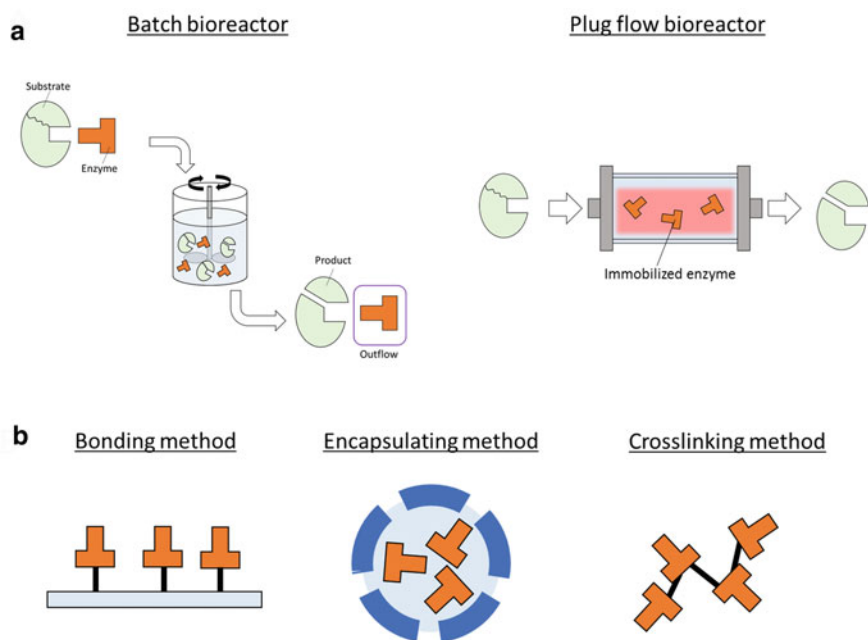 a
Batch bioreactor
Plug flow bioreactor
Substrate
Enzyme
Product
Outflow
Immobilized enzyme
b
Bonding method
Encapsulating method
Crosslinking method